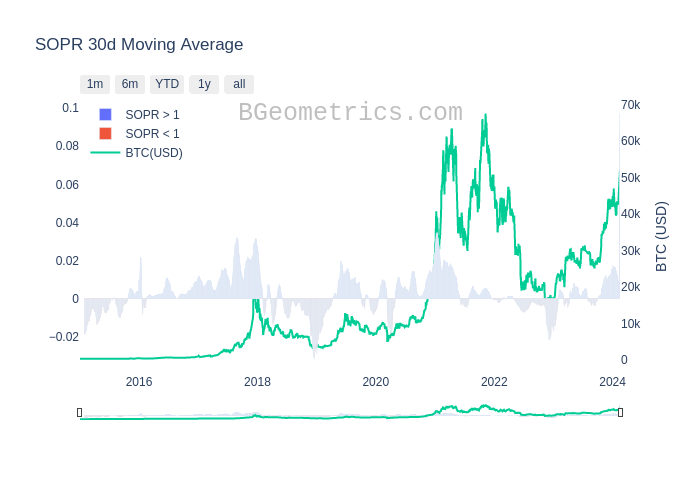 SOPR 30d Moving Average
1m 6m YTD 1y all
BGeometrics.com
SOPR > 1
SOPR < 1
BTC(USD)
0.1
0.08
0.06
0.04
0.02
0
−0.02
70k
60k
50k
40k
30k
20k
10k
0
BTC (USD)
2016 2018 2020 2022 2024